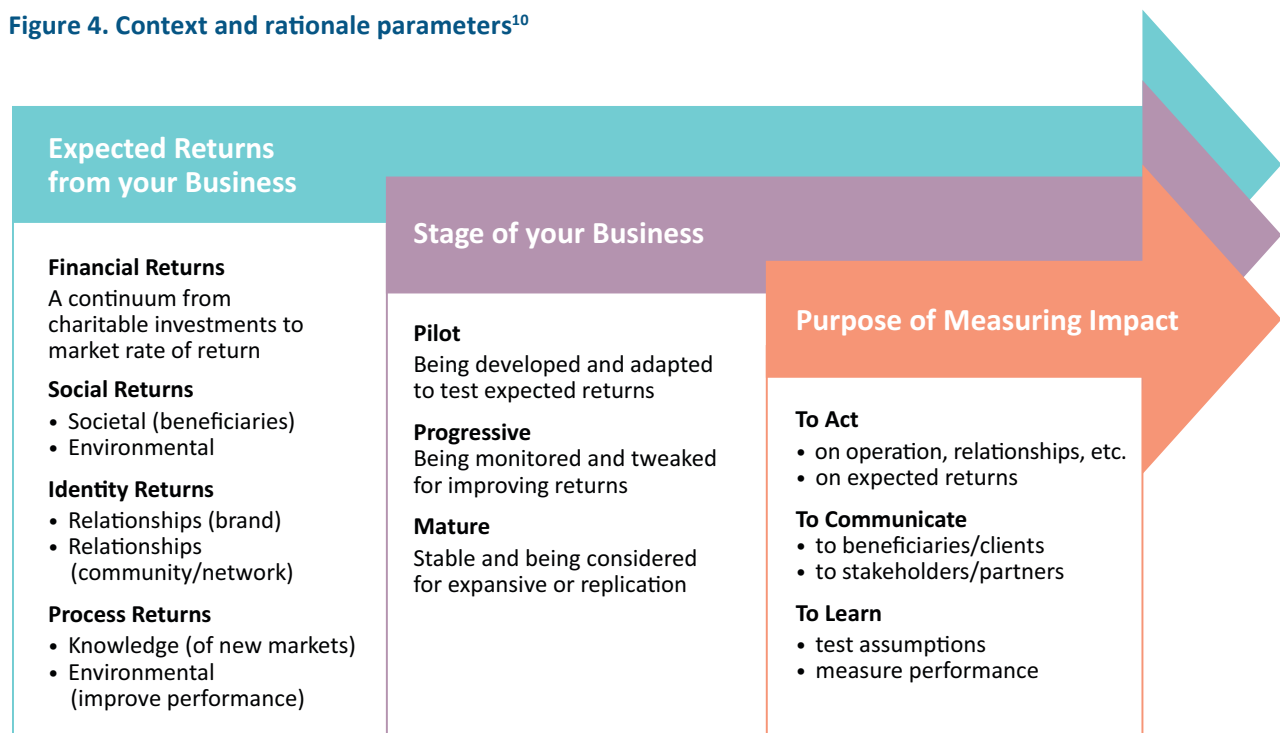 Figure 4. Context and rationale parameters10
Expected Returns
from your Business
Financial Returns
A continuum from
charitable investments to
market rate of return
Social Returns
• Societal (beneficiaries)
• Environmental
Identity Returns
• Relationships (brand)
• Relationships
(community/network)
Process Returns
• Knowledge (of new markets)
• Environmental
(improve performance)
Stage of your Business
Pilot
Being developed and adapted
to test expected returns
Progressive
Being monitored and tweaked
for improving returns
Mature
Stable and being considered
for expansive or replication
Purpose of Measuring Impact
To Act
• on operation, relationships, etc.
• on expected returns
To Communicate
• to beneficiaries/clients
• to stakeholders/partners
To Learn
• test assumptions
• measure performance